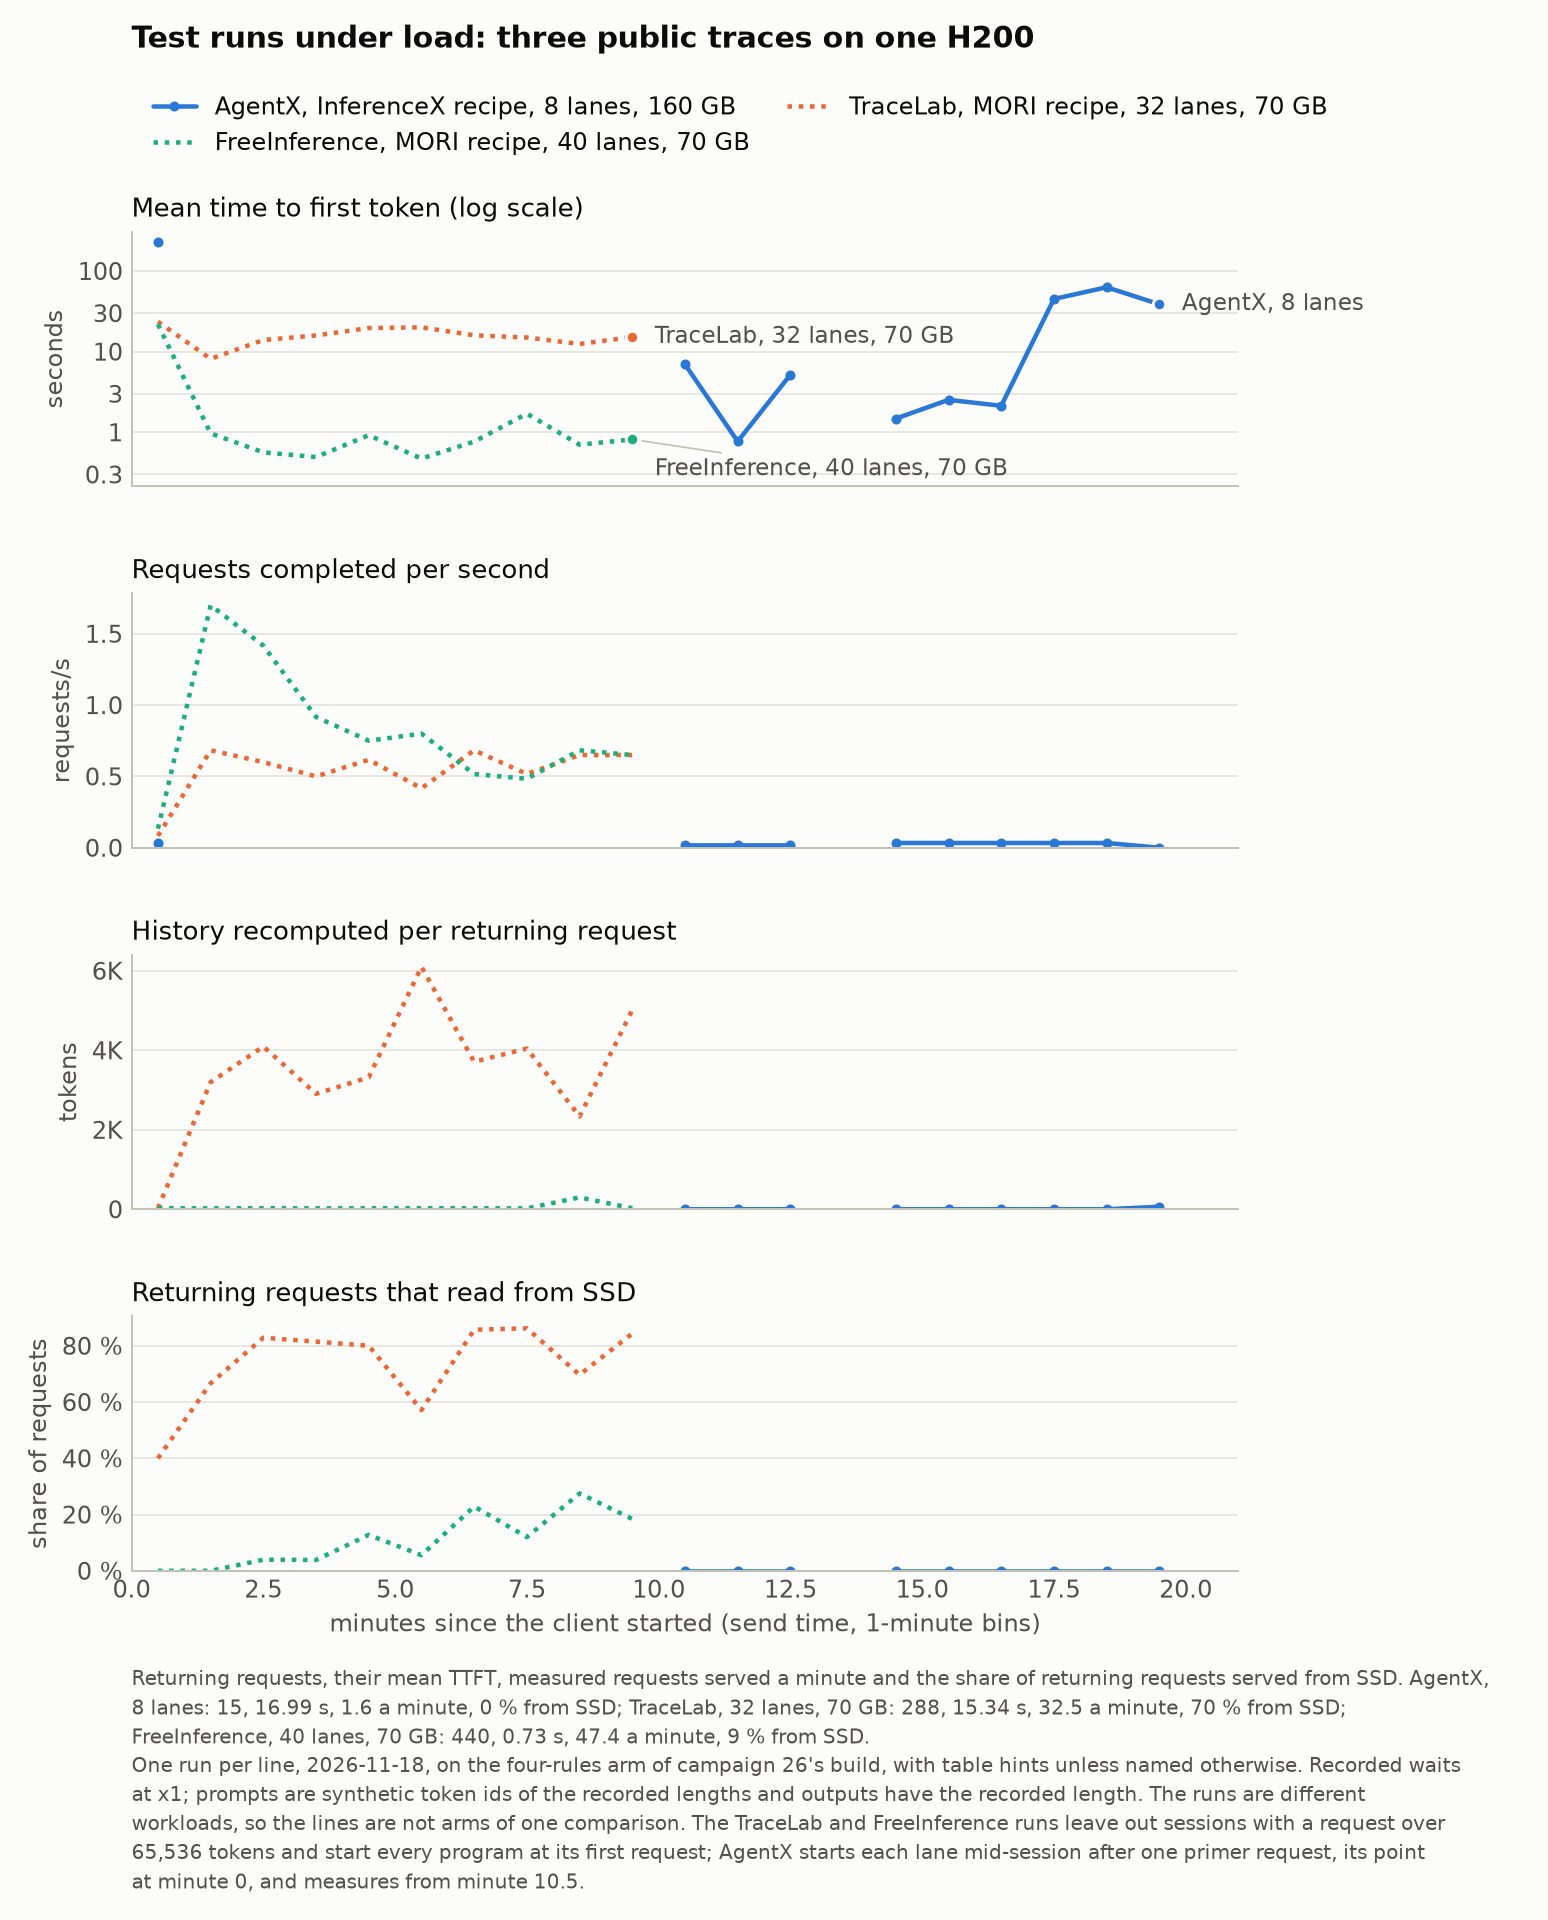 Test runs under load: three public traces on one H200
AgentX, InferenceX recipe, 8 lanes, 160 GB
TraceLab, MORI recipe, 32 lanes, 70 GB
FreeInference, MORI recipe, 40 lanes, 70 GB
Mean time to first token (log scale)
seconds
100
30
10
3
1
0.3
AgentX, 8 lanes
TraceLab, 32 lanes, 70 GB
FreeInference, 40 lanes, 70 GB
Requests completed per second
requests/s
1.5
1.0
0.5
0.0
History recomputed per returning request
tokens
6K
4K
2K
0
Returning requests that read from SSD
share of requests
80 %
60 %
40 %
20 %
0 %
0.0 2.5 5.0 7.5 10.0 12.5 15.0 17.5 20.0
minutes since the client started (send time, 1-minute bins)
Returning requests, their mean TTFT, measured requests served a minute and the share of returning requests served from SSD. AgentX,
8 lanes: 15, 16.99 s, 1.6 a minute, 0 % from SSD; TraceLab, 32 lanes, 70 GB: 288, 15.34 s, 32.5 a minute, 70 % from SSD;
FreeInference, 40 lanes, 70 GB: 440, 0.73 s, 47.4 a minute, 9 % from SSD.
One run per line, 2026-11-18, on the four-rules arm of campaign 26's build, with table hints unless named otherwise. Recorded waits
at x1; prompts are synthetic token ids of the recorded lengths and outputs have the recorded length. The runs are different
workloads, so the lines are not arms of one comparison. The TraceLab and FreeInference runs leave out sessions with a request over
65,536 tokens and start every program at its first request; AgentX starts each lane mid-session after one primer request, its point
at minute 0, and measures from minute 10.5.